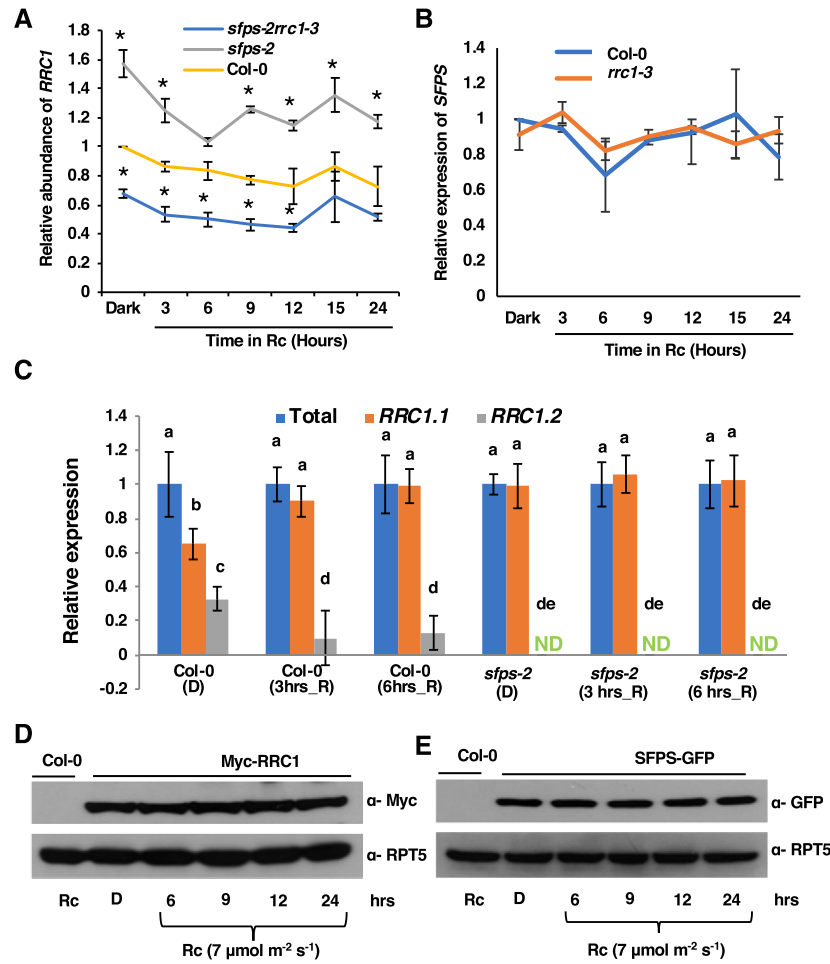 A
Relative abundance of RRC1
1.8
1.6
1.4
1.2
1
0.8
0.6
0.4
0.2
0
sfps-2rrc1-3
sfps-2
Col-0
* * * * * *
* * * * *
Dark 3 6 9 12 15 24
Time in Rc (Hours)
B
Relative expression of SFPS
1.4
1.2
1
0.8
0.6
0.4
0.2
0
Col-0
rrc1-3
Dark 3 6 9 12 15 24
Time in Rc (Hours)
C
Relative expression
1.4
1.2
1
0.8
0.6
0.4
0.2
0
-0.2
Total RRC1.1 RRC1.2
a b c
a a d
a a d
a a de ND
a a de ND
a a de ND
Col-0 (D)
Col-0 (3hrs_R)
Col-0 (6hrs_R)
sfps-2 (D)
sfps-2 (3 hrs_R)
sfps-2 (6 hrs_R)
D
Col-0 Myc-RRC1
α- Myc
α- RPT5
Rc D 6 9 12 24 hrs
Rc (7 µmol m-2 s-1)
E
Col-0 SFPS-GFP
α- GFP
α- RPT5
Rc D 6 9 12 24 hrs
Rc (7 µmol m-2 s-1)